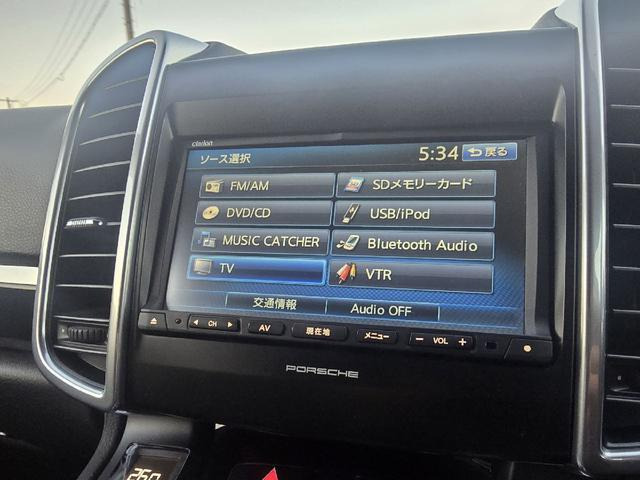 clarion
ソース選択
5:34 戻る
FM/AM
SDメモリーカード
DVD/CD
USB/iPod
MUSIC CATCHER
Bluetooth Audio
TV
VTR
交通情報
Audio OFF
CH
AV
現在地
メニュー
− VOL +
PORSCHE
260